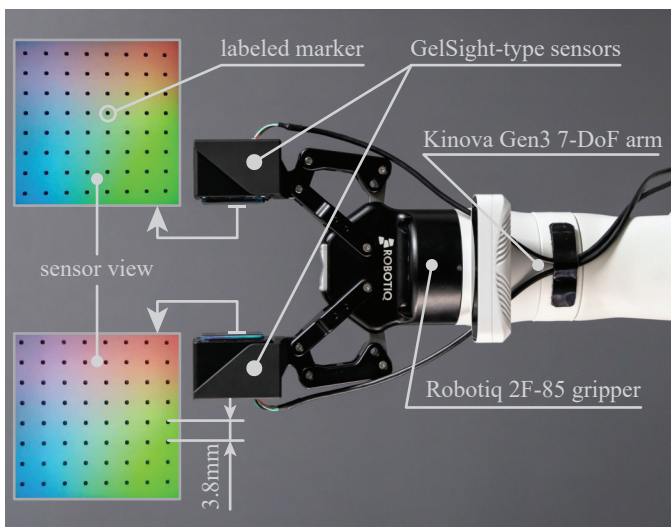 labeled marker
GelSight-type sensors
Kinova Gen3 7-DoF arm
sensor view
ROBOTIQ
Robotiq 2F-85 gripper
3.8mm